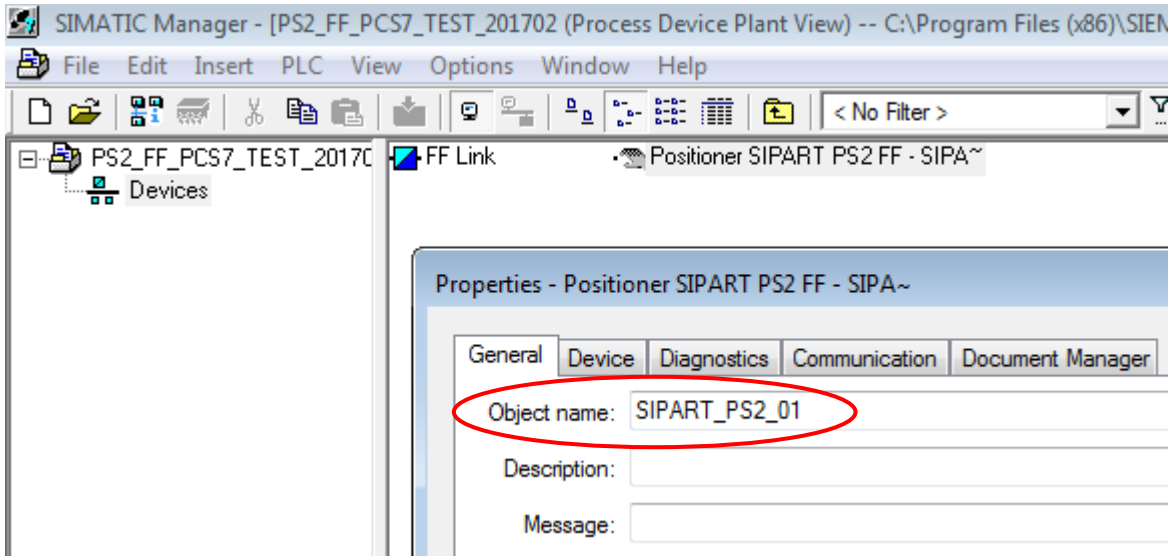 SIMATIC Manager - [PS2_FF_PCS7_TEST_201702 (Process Device Plant View) -- C:\Program Files (x86)\SIEM
File Edit Insert PLC View Options Window Help
< No Filter >
PS2_FF_PCS7_TEST_2017
Devices
FF Link
Positioner SIPART PS2 FF - SIPA~
Properties - Positioner SIPART PS2 FF - SIPA~
General Device Diagnostics Communication Document Manager
Object name: SIPART_PS2_01
Description:
Message: